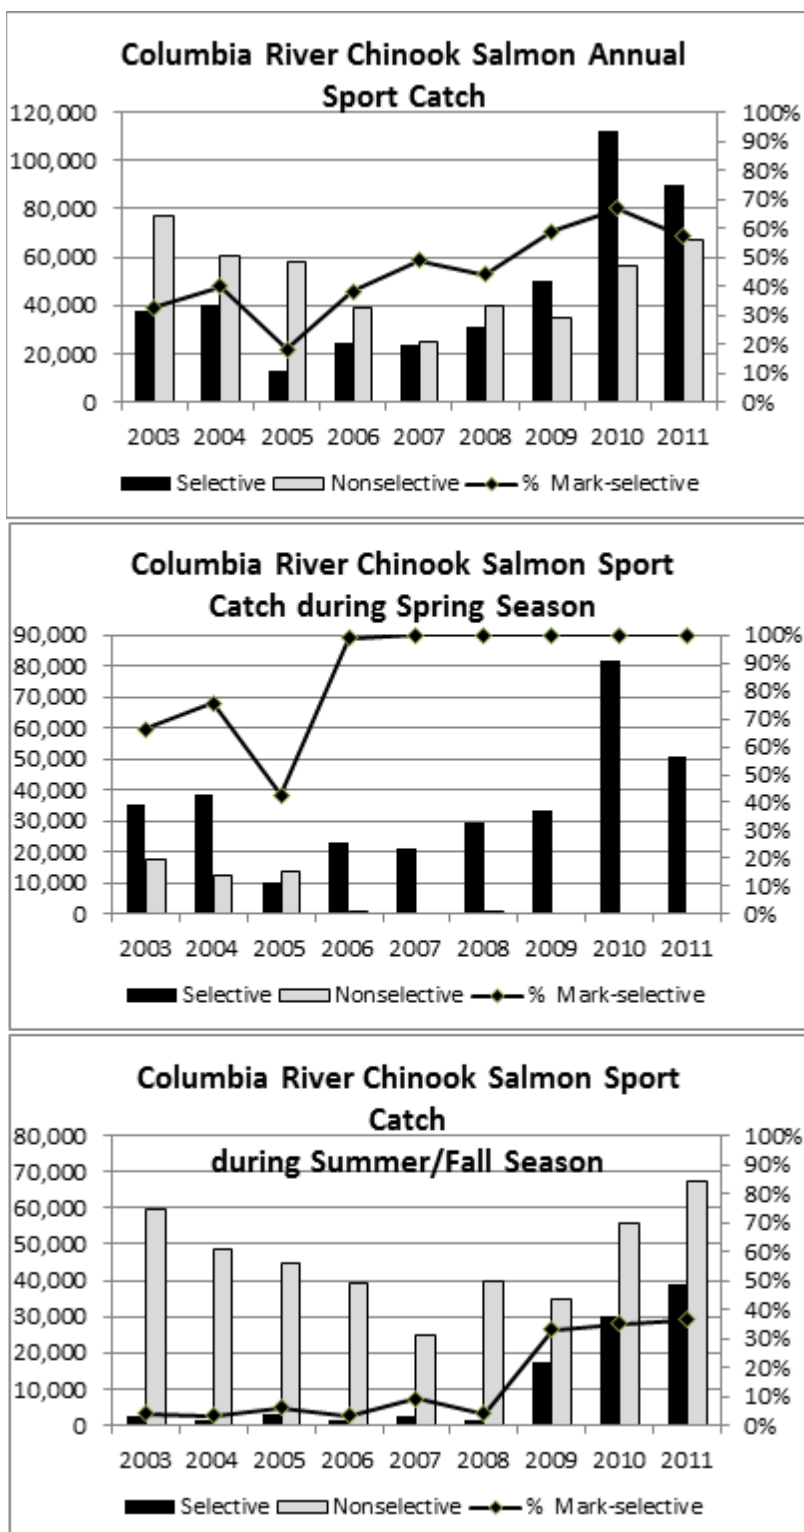 Columbia River Chinook Salmon Annual
Sport Catch
120,000 100%
90%
100,000 80%
80,000 70%
60%
60,000 50%
40,000 40%
30%
20,000 20%
10%
0 0%
2003 2004 2005 2006 2007 2008 2009 2010 2011
Selective Nonselective % Mark-selective
Columbia River Chinook Salmon Sport
Catch during Spring Season
90,000 100%
80,000 90%
70,000 80%
60,000 70%
50,000 60%
50%
40,000 40%
30,000 30%
20,000 20%
10,000 10%
0 0%
2003 2004 2005 2006 2007 2008 2009 2010 2011
Selective Nonselective % Mark-selective
Columbia River Chinook Salmon Sport
Catch
during Summer/Fall Season
80,000 100%
70,000 90%
80%
60,000 70%
50,000 60%
40,000 50%
30,000 40%
20,000 30%
20%
10,000 10%
0 0%
2003 2004 2005 2006 2007 2008 2009 2010 2011
Selective Nonselective % Mark-selective